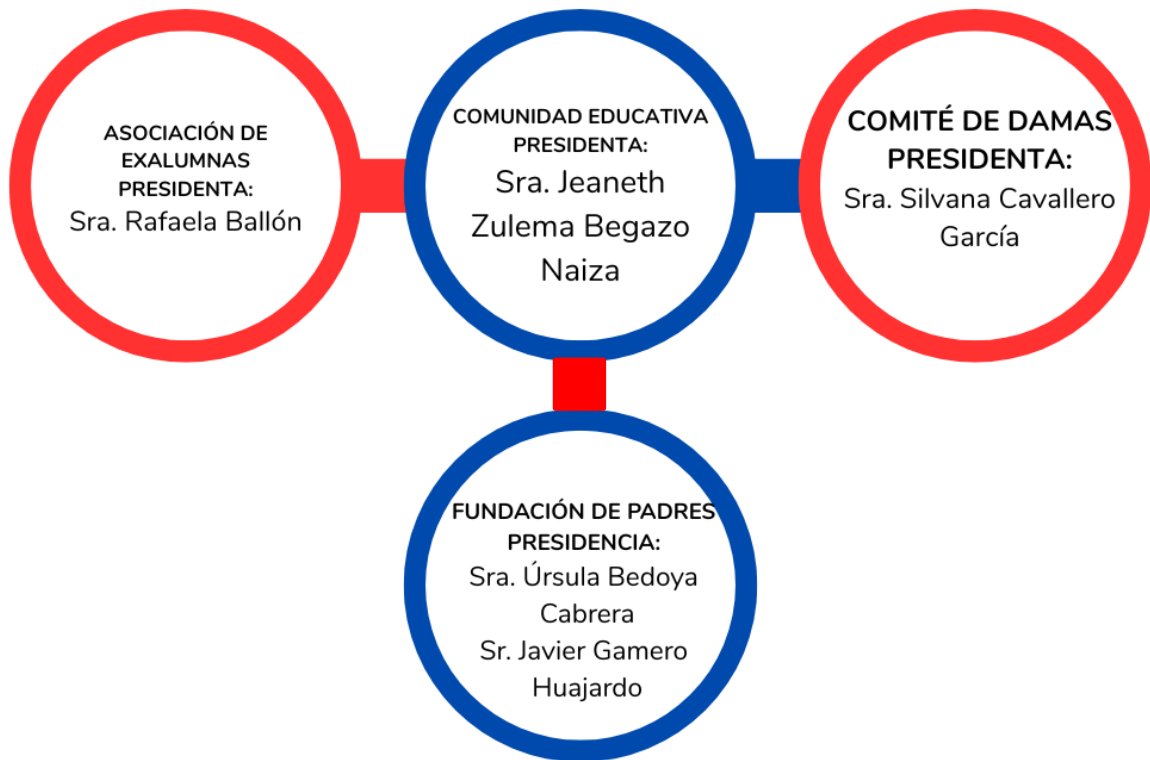 ASOCIACIÓN DE
EXALUMNAS
PRESIDENTA:
Sra. Rafaela Ballón
COMUNIDAD EDUCATIVA
PRESIDENTA:
Sra. Jeaneth
Zulema Begazo
Naiza
COMITÉ DE DAMAS
PRESIDENTA:
Sra. Silvana Cavallero
García
FUNDACIÓN DE PADRES
PRESIDENCIA:
Sra. Úrsula Bedoya
Cabrera
Sr. Javier Gamero
Huajardo